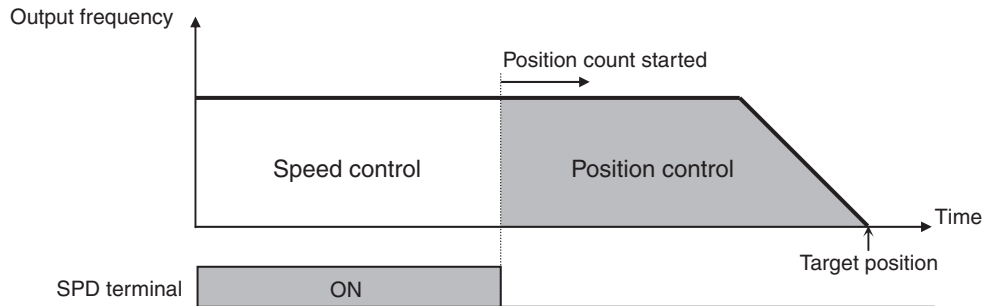 Output frequency
Position count started
Speed control
Position control
Time
Target position
SPD terminal
ON